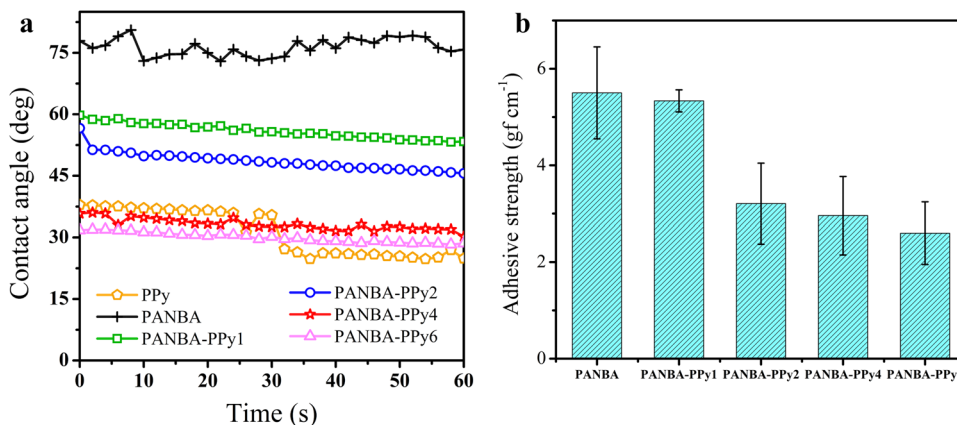 a
Contact angle (deg)
75
60
45
30
15
0
PPy
PANBA
PANBA-PPy1
PANBA-PPy2
PANBA-PPy4
PANBA-PPy6
0 10 20 30 40 50 60
Time (s)
b
Adhesive strength (gf cm⁻¹)
6
4
2
0
PANBA PANBA-PPy1 PANBA-PPy2 PANBA-PPy4 PANBA-PPy